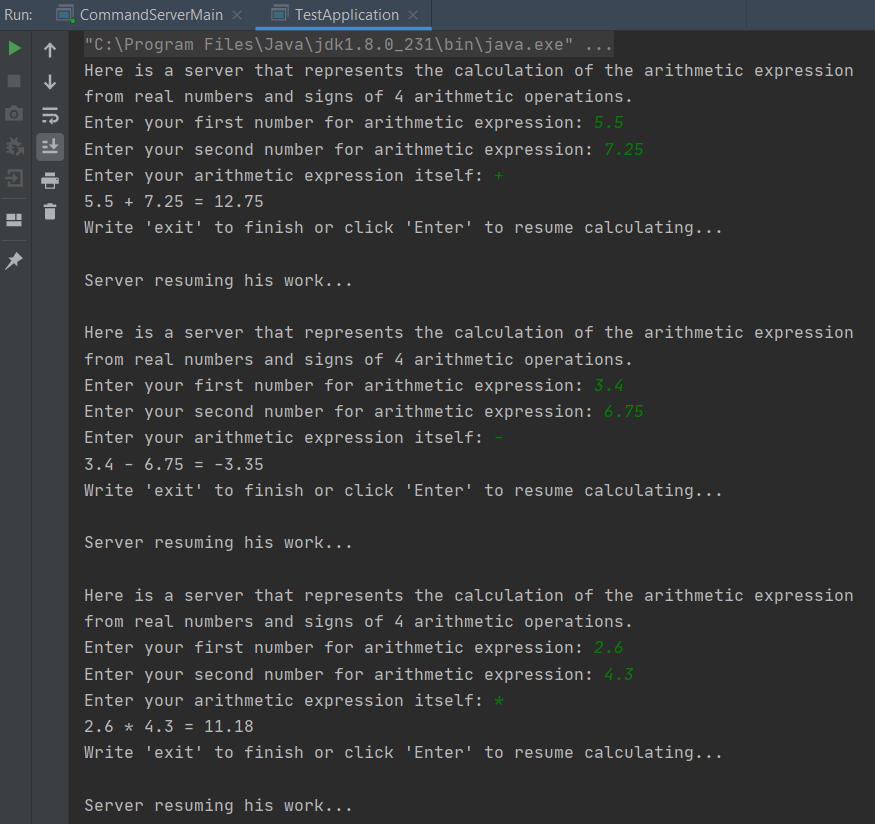 Run: CommandServerMain × TestApplication ×
"C:\Program Files\Java\jdk1.8.0_231\bin\java.exe" ...
Here is a server that represents the calculation of the arithmetic expression
from real numbers and signs of 4 arithmetic operations.
Enter your first number for arithmetic expression: 5.5
Enter your second number for arithmetic expression: 7.25
Enter your arithmetic expression itself: +
5.5 + 7.25 = 12.75
Write 'exit' to finish or click 'Enter' to resume calculating...
Server resuming his work...
Here is a server that represents the calculation of the arithmetic expression
from real numbers and signs of 4 arithmetic operations.
Enter your first number for arithmetic expression: 3.4
Enter your second number for arithmetic expression: 6.75
Enter your arithmetic expression itself: -
3.4 - 6.75 = -3.35
Write 'exit' to finish or click 'Enter' to resume calculating...
Server resuming his work...
Here is a server that represents the calculation of the arithmetic expression
from real numbers and signs of 4 arithmetic operations.
Enter your first number for arithmetic expression: 2.6
Enter your second number for arithmetic expression: 4.3
Enter your arithmetic expression itself: *
2.6 * 4.3 = 11.18
Write 'exit' to finish or click 'Enter' to resume calculating...
Server resuming his work...